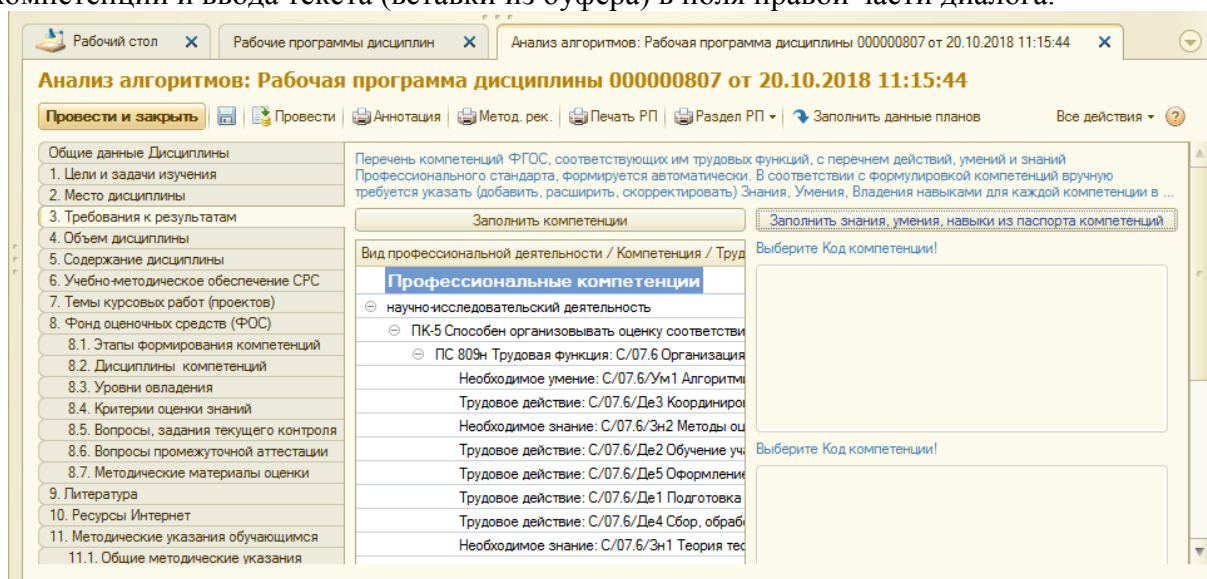 компетенции и ввода текста (вставки из буфера) в поля правой части диалога.
Рабочий стол
Рабочие программы дисциплин
Анализ алгоритмов: Рабочая программа дисциплины 000000807 от 20.10.2018 11:15:44
Анализ алгоритмов: Рабочая программа дисциплины 000000807 от 20.10.2018 11:15:44
Провести и закрыть Провести Аннотация Метод. рек. Печать РП Раздел РП Заполнить данные планов Все действия
Общие данные Дисциплины
1. Цели и задачи изучения
2. Место дисциплины
3. Требования к результатам
4. Объем дисциплины
5. Содержание дисциплины
6. Учебно-методическое обеспечение СРС
7. Темы курсовых работ (проектов)
8. Фонд оценочных средств (ФОС)
8.1. Этапы формирования компетенций
8.2. Дисциплины компетенций
8.3. Уровни овладения
8.4. Критерии оценки знаний
8.5. Вопросы, задания текущего контроля
8.6. Вопросы промежуточной аттестации
8.7. Методические материалы оценки
9. Литература
10. Ресурсы Интернет
11. Методические указания обучающимся
11.1. Общие методические указания
Перечень компетенций ФГОС, соответствующих им трудовых функций, с перечнем действий, умений и знаний
Профессионального стандарта, формируется автоматически. В соответствии с формулировкой компетенций вручную
требуется указать (добавить, расширить, скорректировать) Знания, Умения, Владения навыками для каждой компетенции в ...
Заполнить компетенции
Заполнить знания, умения, навыки из паспорта компетенций
Вид профессиональной деятельности / Компетенция / Труд
Профессиональные компетенции
научно-исследовательский деятельность
ПК-5 Способен организовывать оценку соответстви
ПС 809н Трудовая функция: С/07.6 Организация
Необходимое умение: С/07.6/Ум1 Алгоритми
Трудовое действие: С/07.6/Де3 Координиро
Необходимое знание: С/07.6/Зн2 Методы оц
Трудовое действие: С/07.6/Де2 Обучение уч
Трудовое действие: С/07.6/Де5 Оформление
Трудовое действие: С/07.6/Де1 Подготовка
Трудовое действие: С/07.6/Де4 Сбор, обраб
Необходимое знание: С/07.6/Зн1 Теория тес
Выберите Код компетенции!
Выберите Код компетенции!